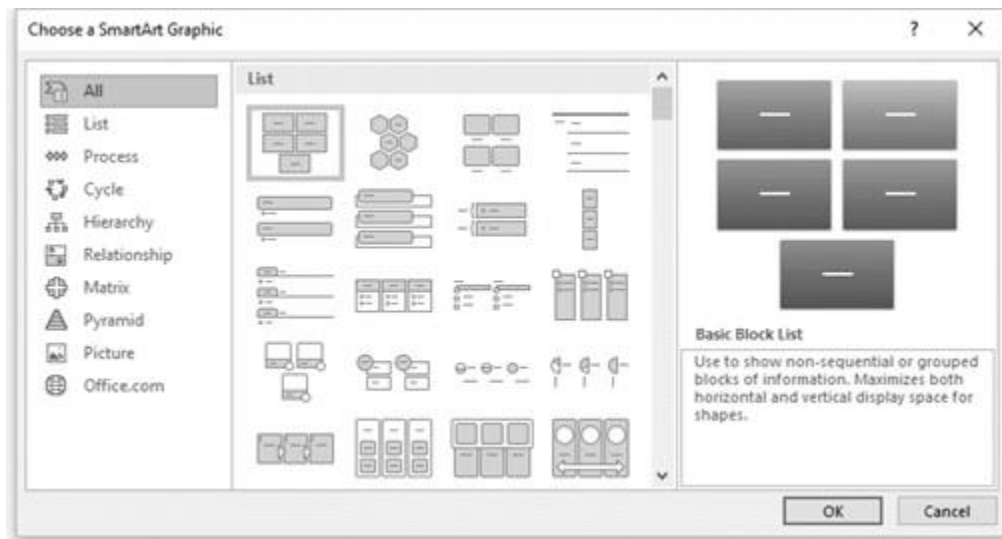 Choose a SmartArt Graphic
?
All
List
Process
Cycle
Hierarchy
Relationship
Matrix
Pyramid
Picture
Office.com
List
Basic Block List
Use to show non-sequential or grouped
blocks of information. Maximizes both
horizontal and vertical display space for
shapes.
OK
Cancel